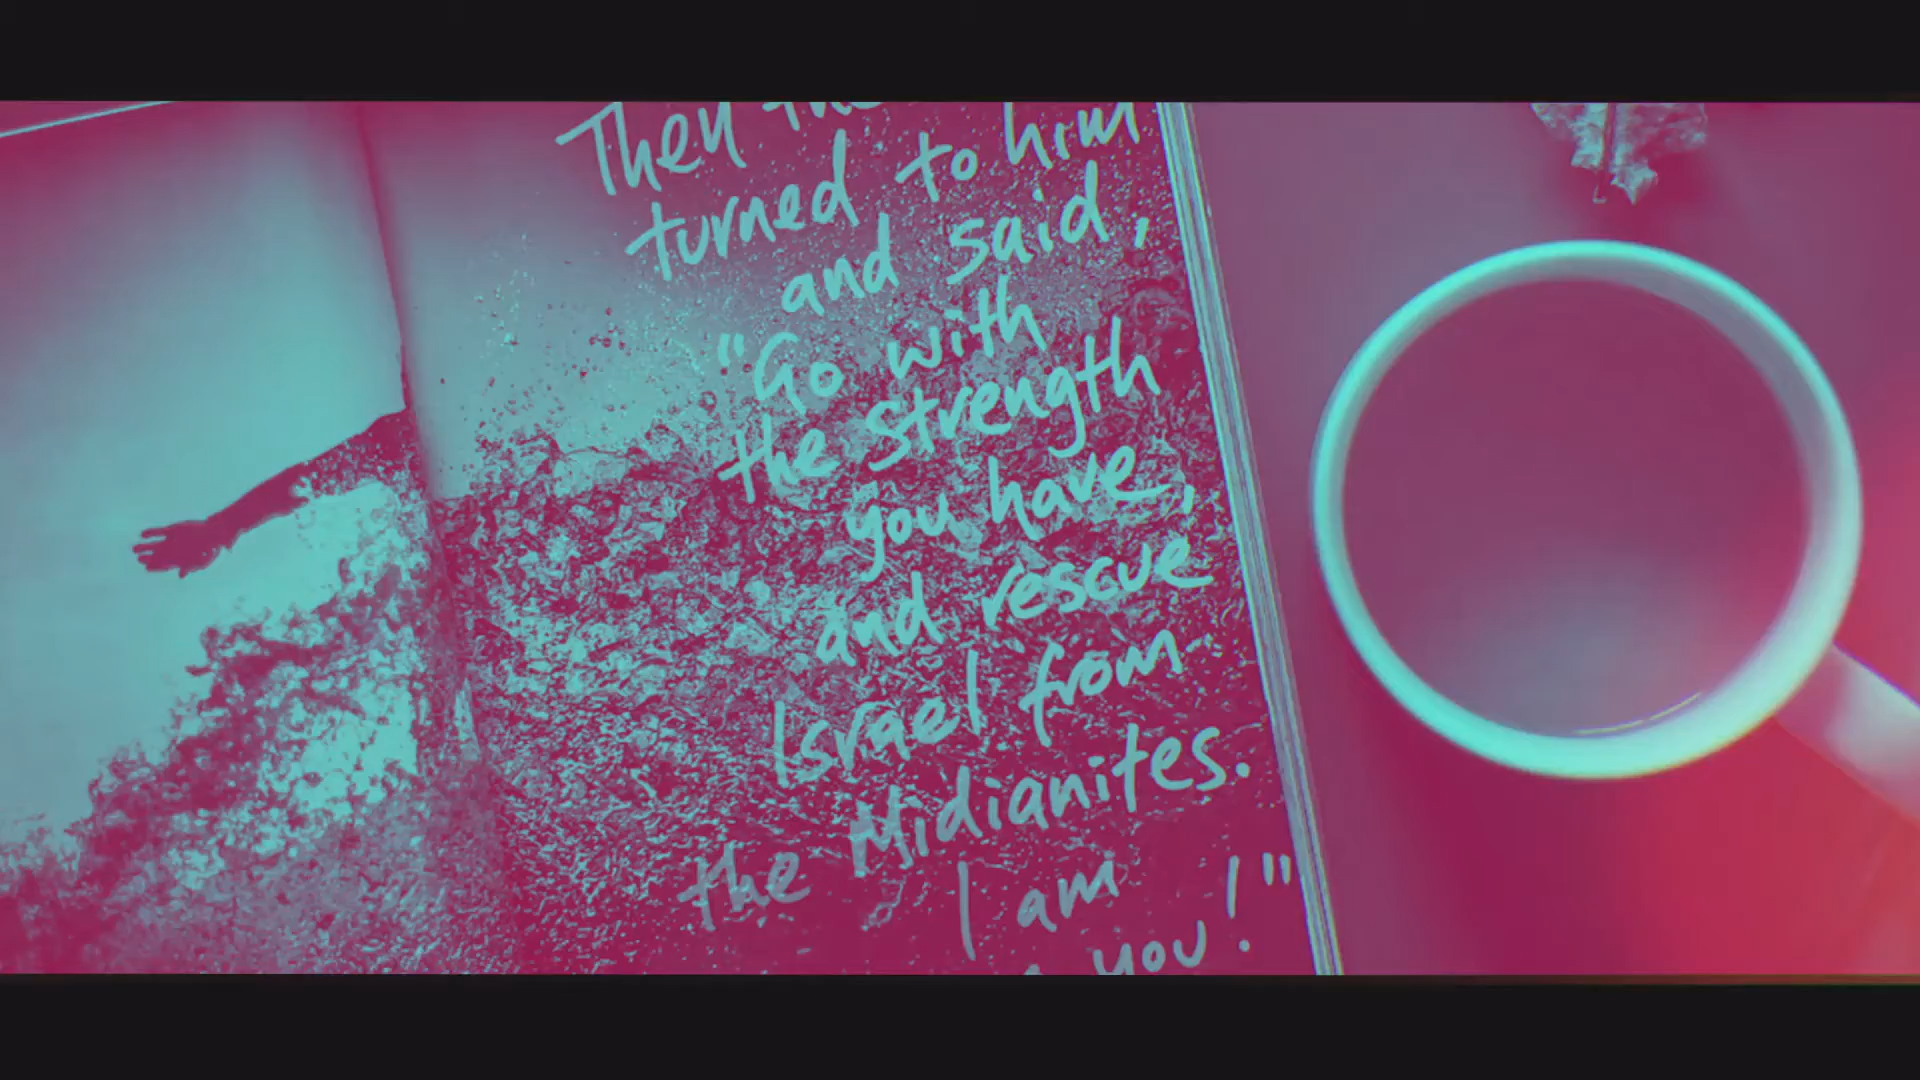 Then the
turned to him
and said,
"Go with
the strength
you have,
and rescue
Israel from
the Midianites.
I am
you!"